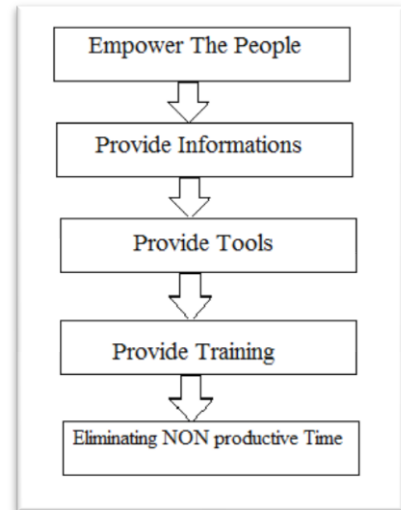 Empower The People
Provide Informations
Provide Tools
Provide Training
Eliminating NON productive Time